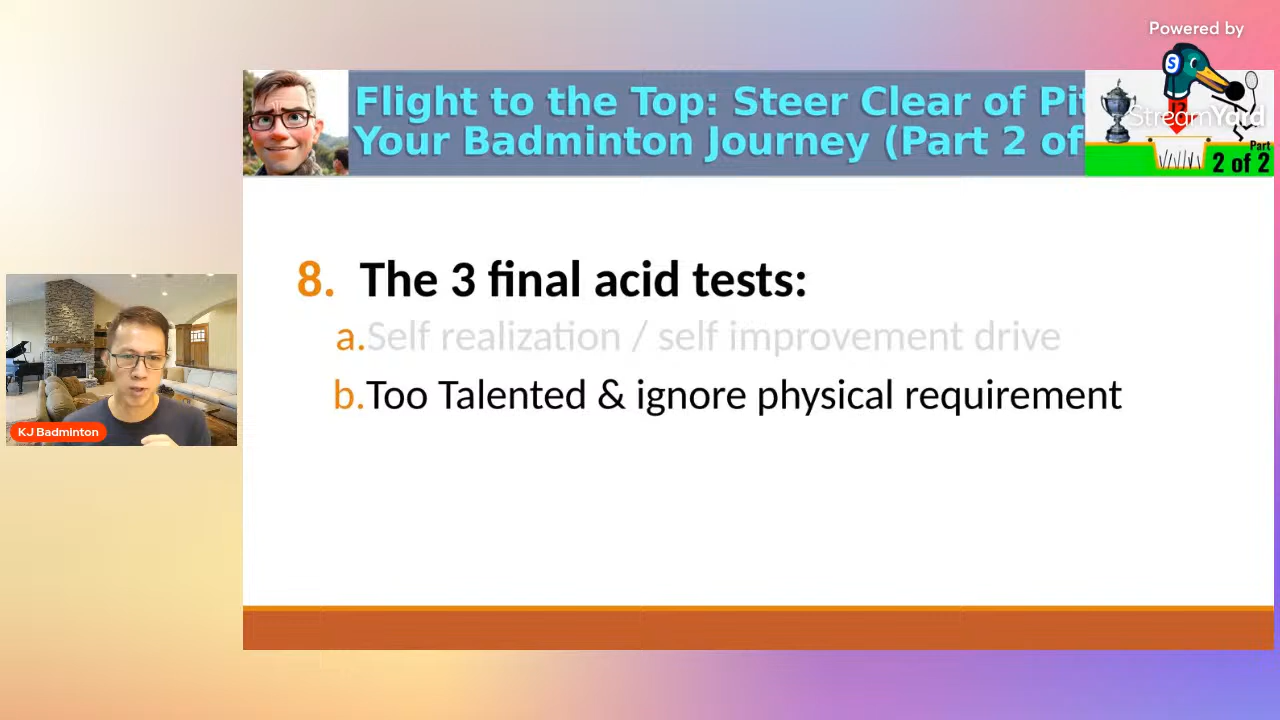 Powered by
StreamYard
Flight to the Top: Steer Clear of Pit
Your Badminton Journey (Part 2 of
Part
2 of 2
8. The 3 final acid tests:
a. Self realization / self improvement drive
b. Too Talented & ignore physical requirement
KJ Badminton